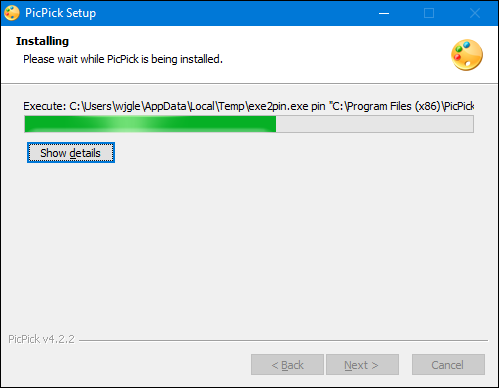 PicPick Setup
Installing
Please wait while PicPick is being installed.
Execute: C:\Users\wjgle\AppData\Local\Temp\exe2pin.exe pin "C:\Program Files (x86)\PicPick
Show details
PicPick v4.2.2
< Back
Next >
Cancel